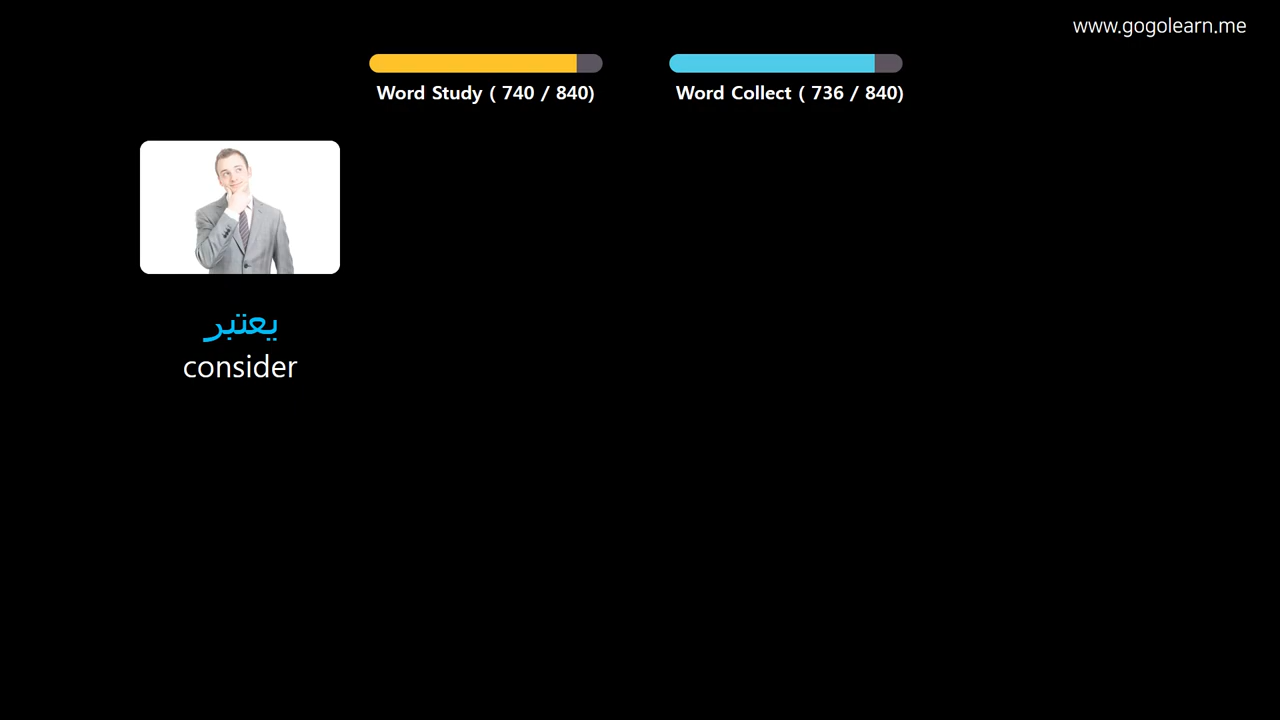 www.gogolearn.me
Word Study ( 740 / 840)
Word Collect ( 736 / 840)
يعتبر
consider